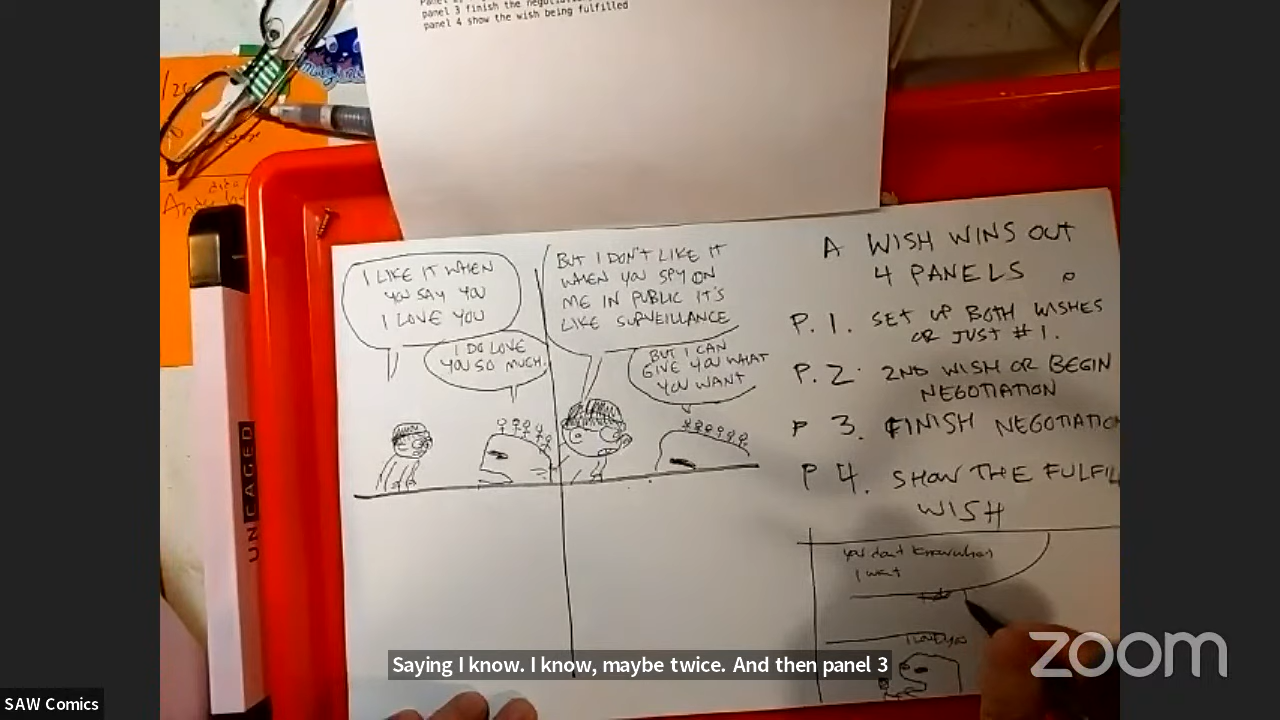 panel 3 finish the
panel 4 show the wish being fulfilled
I LIKE IT WHEN
YOU SAY YOU
I LOVE YOU
I DO LOVE
YOU SO MUCH.
BUT I DON'T LIKE IT
WHEN YOU SPY ON
ME IN PUBLIC IT'S
LIKE SURVEILLANCE
BUT I CAN
GIVE YOU WHAT
YOU WANT
A WISH WINS OUT
4 PANELS
P. 1. SET UP BOTH WISHES
OR JUST #1.
P. 2. 2ND WISH OR BEGIN
NEGOTIATION
P 3. FINISH NEGOTIATIO
P 4. SHOW THE FULFIL
WISH
you don't know what
I want
UNCAGED
Saying I know. I know, maybe twice. And then panel 3
zoom
SAW Comics